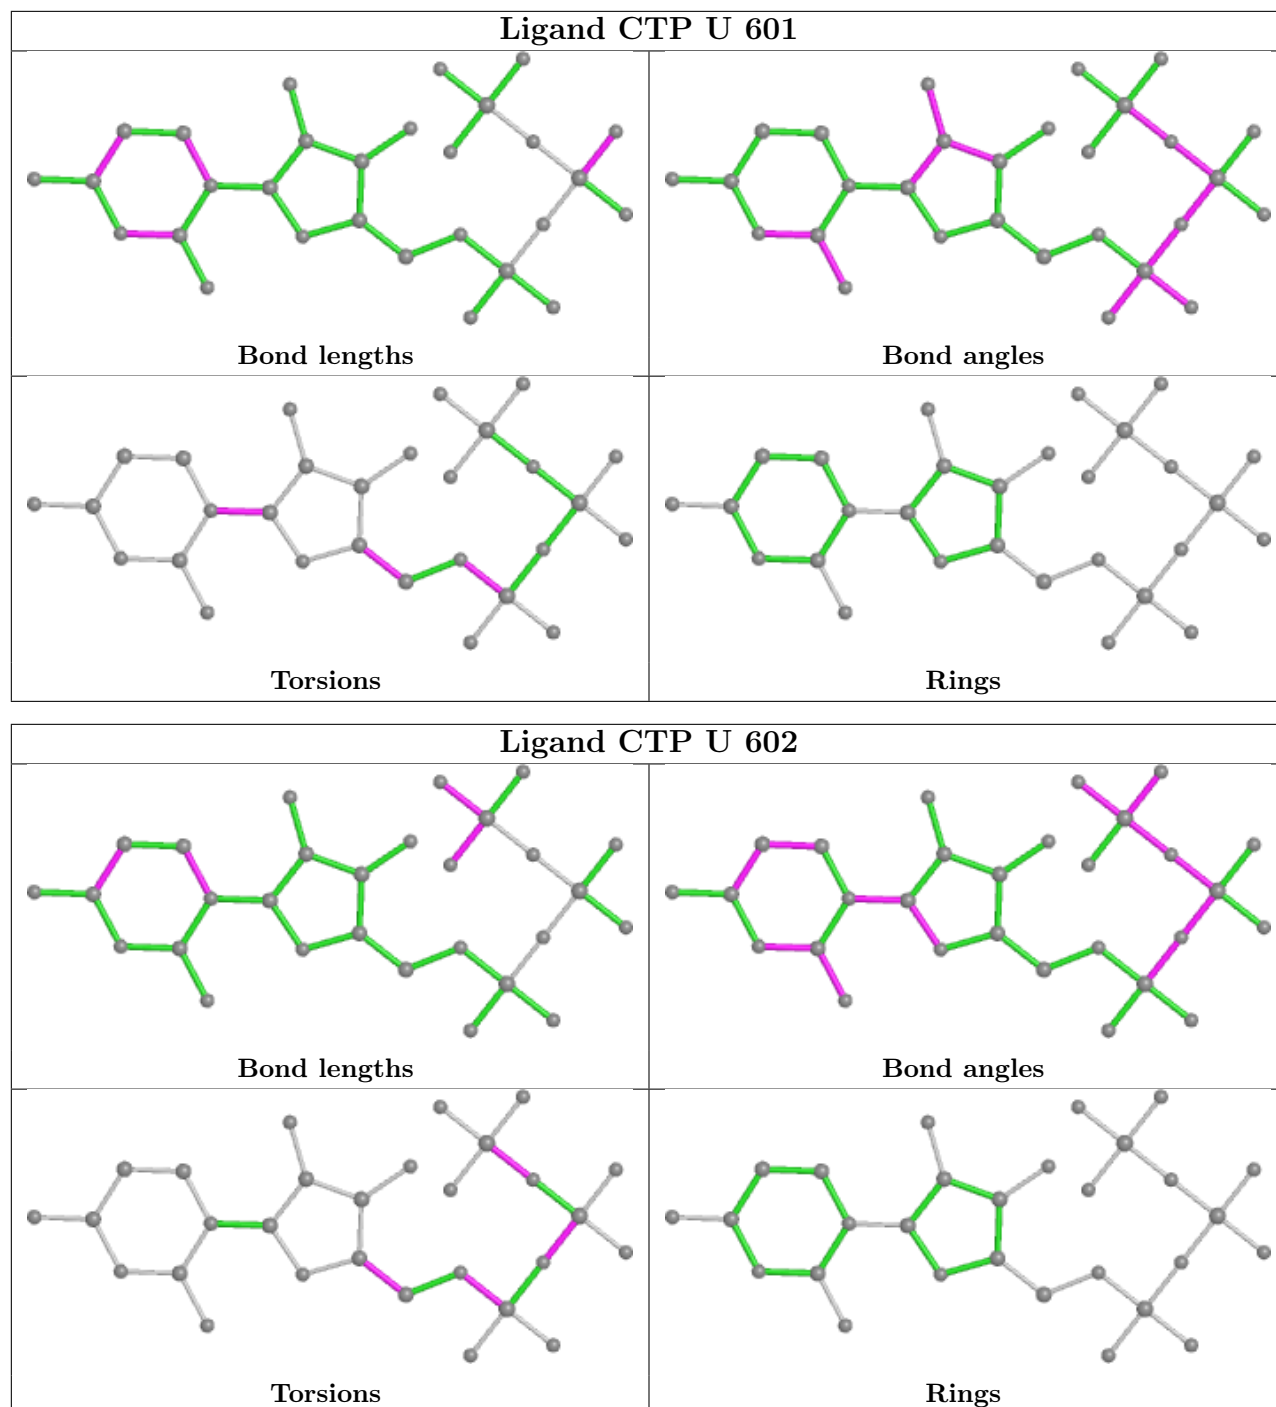 Ligand CTP U 601
Bond lengths
Bond angles
Torsions
Rings
Ligand CTP U 602
Bond lengths
Bond angles
Torsions
Rings